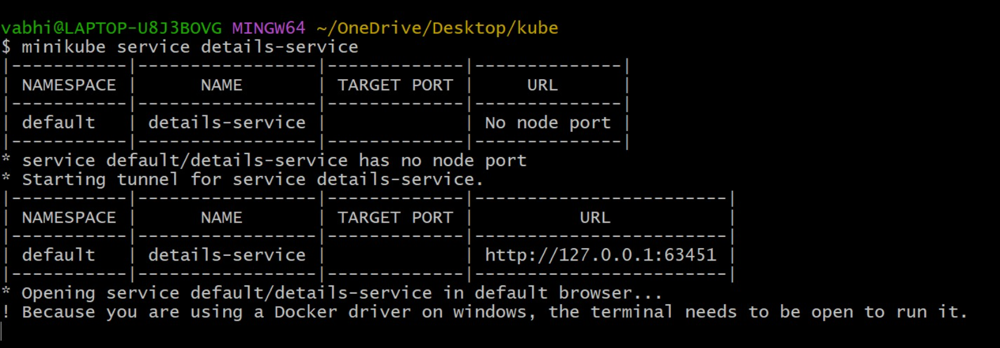 vabhi@LAPTOP-U8J3BOVG MINGW64 ~/OneDrive/Desktop/kube
$ minikube service details-service
|-----------|-----------------|-------------|--------------|
| NAMESPACE |      NAME       | TARGET PORT |     URL      |
|-----------|-----------------|-------------|--------------|
| default   | details-service |             | No node port |
|-----------|-----------------|-------------|--------------|
* service default/details-service has no node port
* Starting tunnel for service details-service.
|-----------|-----------------|-------------|------------------------|
| NAMESPACE |      NAME       | TARGET PORT |          URL           |
|-----------|-----------------|-------------|------------------------|
| default   | details-service |             | http://127.0.0.1:63451 |
|-----------|-----------------|-------------|------------------------|
* Opening service default/details-service in default browser...
! Because you are using a Docker driver on windows, the terminal needs to be open to run it.